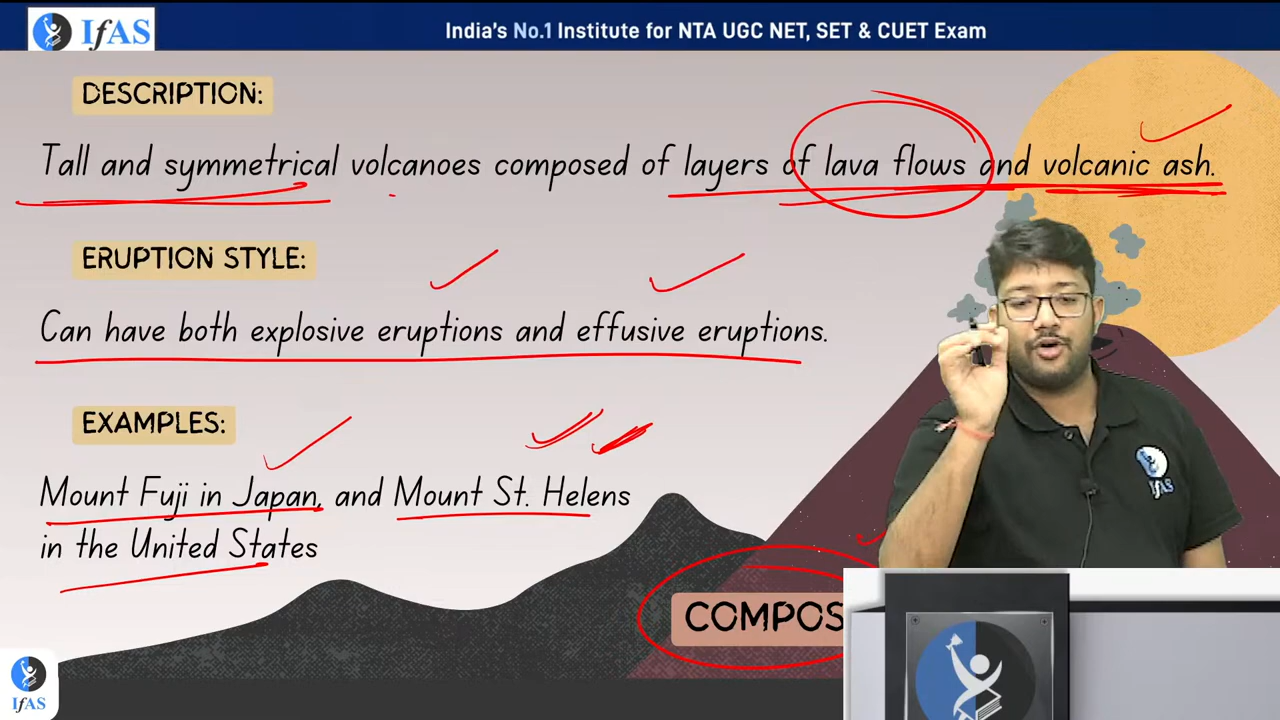 IfAS
India's No.1 Institute for NTA UGC NET, SET & CUET Exam
DESCRIPTION:
Tall and symmetrical volcanoes composed of layers of lava flows and volcanic ash.
ERUPTION STYLE:
Can have both explosive eruptions and effusive eruptions.
EXAMPLES:
Mount Fuji in Japan, and Mount St. Helens
in the United States
IfAS
COMPOS
IfAS